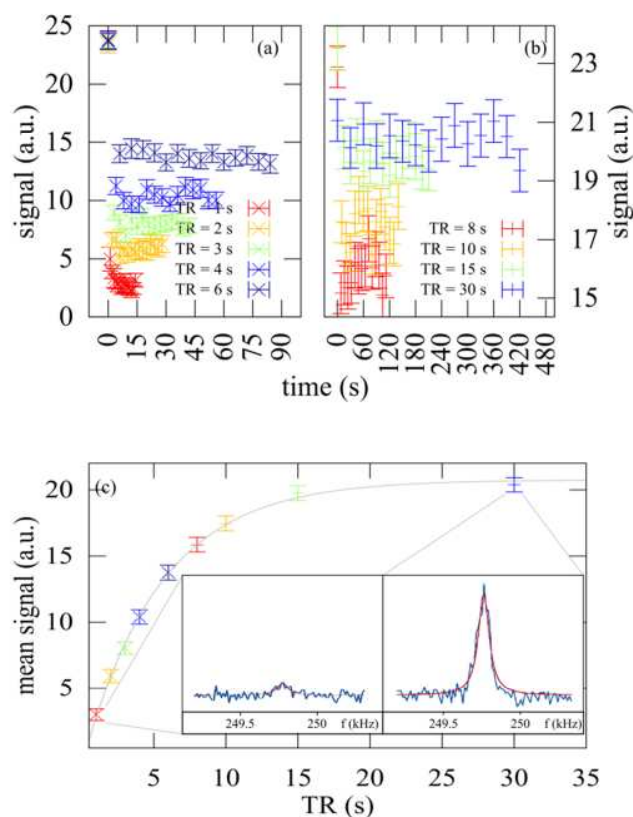 (a)
25
20
15
10
5
0
signal (a.u.)
TR = 1 s
TR = 2 s
TR = 3 s
TR = 4 s
TR = 6 s
0 15 30 45 60 75 90
(b)
23
21
19
17
15
signal (a.u.)
TR = 8 s
TR = 10 s
TR = 15 s
TR = 30 s
0 60 120 180 240 300 360 420 480
time (s)
(c)
20
15
10
5
mean signal (a.u.)
249.5 250 f (kHz)
249.5 250 f (kHz)
5 10 15 20 25 30 35
TR (s)